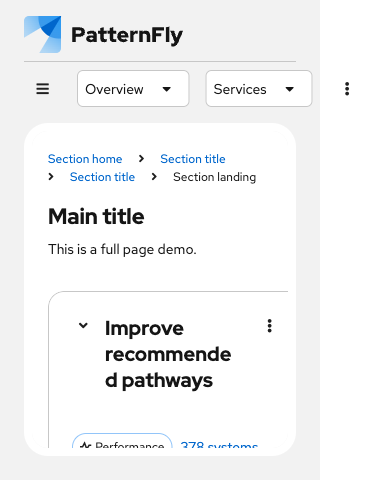 PatternFly
Overview Services
Section home Section title
Section title Section landing
Main title
This is a full page demo.
Improve
recommende
d pathways
Performance 378 systems